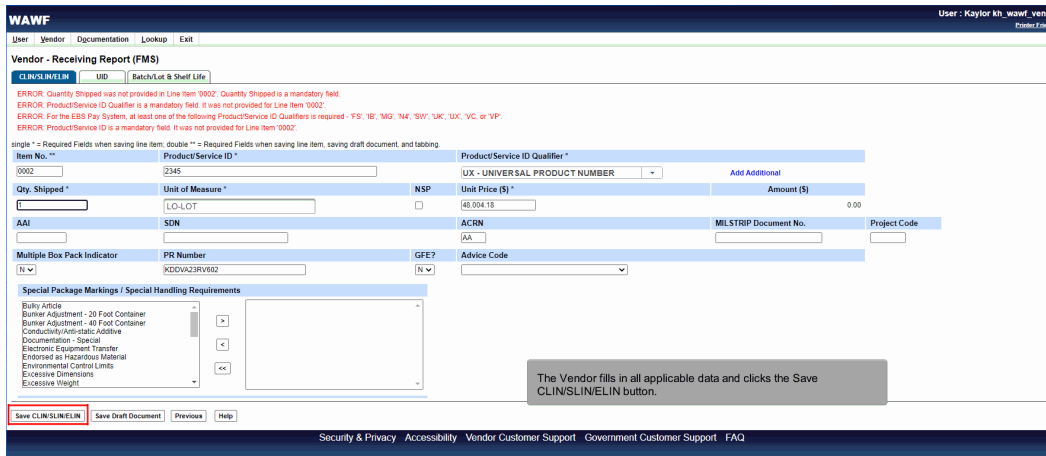 WAWF
User : Kaylor kh_wawf_ven
Printer Frie
User Vendor Documentation Lookup Exit
Vendor - Receiving Report (FMS)
CLIN/SLIN/ELIN UID Batch/Lot & Shelf Life
ERROR: Quantity Shipped was not provided in Line Item '0002'. Quantity Shipped is a mandatory field.
ERROR: Product/Service ID Qualifier is a mandatory field. It was not provided for Line Item '0002'.
ERROR: For the EBS Pay System, at least one of the following Product/Service ID Qualifiers is required - 'FS', 'IB', 'MG', 'N4', 'SW', 'UK', 'UX', 'VC, or 'VP'.
ERROR: Product/Service ID is a mandatory field. It was not provided for Line Item '0002'.
single * = Required Fields when saving line item; double ** = Required Fields when saving line item, saving draft document, and tabbing.
Item No. ** Product/Service ID * Product/Service ID Qualifier *
0002 2345 UX - UNIVERSAL PRODUCT NUMBER Add Additional
Qty. Shipped * Unit of Measure * NSP Unit Price ($) * Amount ($)
1 LO-LOT 48,004.18 0.00
AAI SDN ACRN MILSTRIP Document No. Project Code
AA
Multiple Box Pack Indicator PR Number GFE? Advice Code
N KDDVA23RV602 N
Special Package Markings / Special Handling Requirements
Bulky Article
Bunker Adjustment - 20 Foot Container
Bunker Adjustment - 40 Foot Container
Conductivity/Anti-static Additive
Documentation - Special
Electronic Equipment Transfer
Endorsed as Hazardous Material
Environmental Control Limits
Excessive Dimensions
Excessive Weight
>
<
<<
The Vendor fills in all applicable data and clicks the Save
CLIN/SLIN/ELIN button.
Save CLIN/SLIN/ELIN Save Draft Document Previous Help
Security & Privacy Accessibility Vendor Customer Support Government Customer Support FAQ